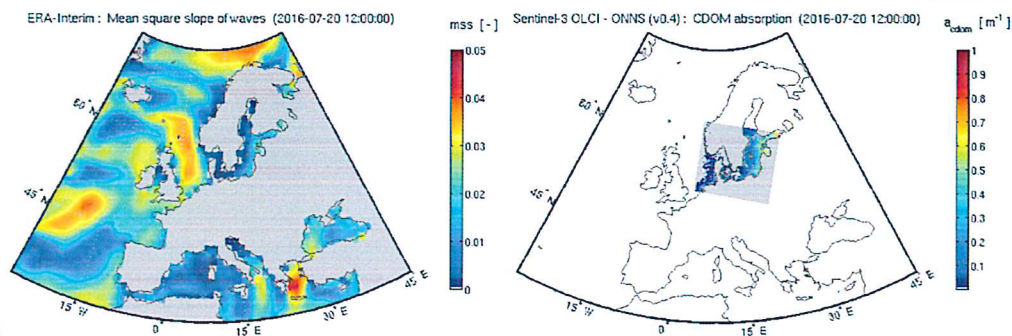 ERA-Interim : Mean square slope of waves (2016-07-20 12:00:00)
mss [-]
0.05
0.04
0.03
0.02
0.01
0
60° N
45° N
15° W
0
15° E
30° E
45° E
Sentinel-3 OLCI - ONNS (v0.4) : CDOM absorption (2016-07-20 12:00:00)
a_cdom [m⁻¹]
1
0.9
0.8
0.7
0.6
0.5
0.4
0.3
0.2
0.1
60° N
45° N
15° W
0
15° E
30° E
45° E